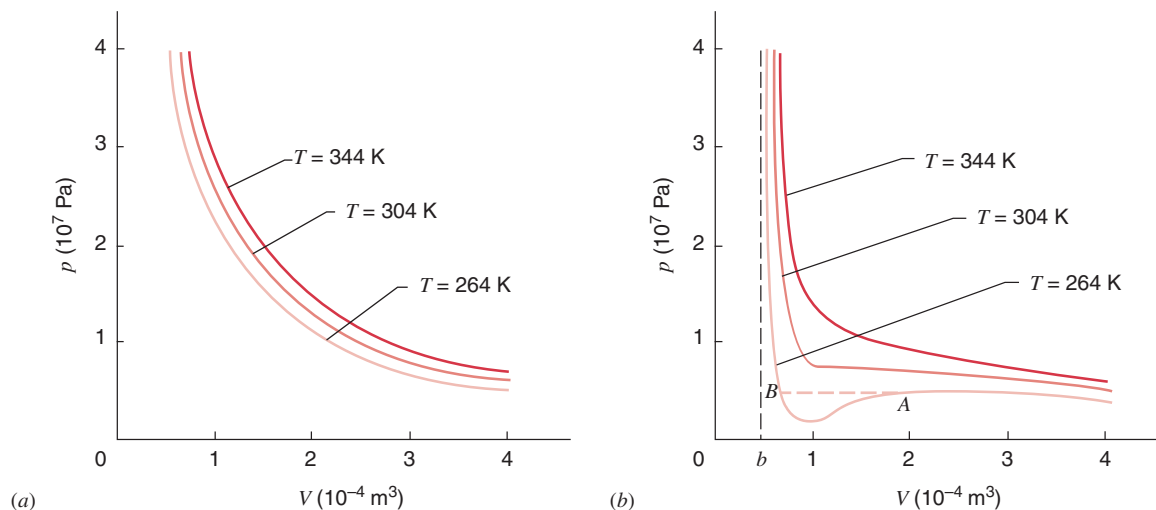 4
3
2
1
0
1
2
3
4
p (10⁷ Pa)
V (10⁻⁴ m³)
T = 344 K
T = 304 K
T = 264 K
(a)
4
3
2
1
0
b
1
2
3
4
p (10⁷ Pa)
V (10⁻⁴ m³)
T = 344 K
T = 304 K
T = 264 K
B
A
(b)